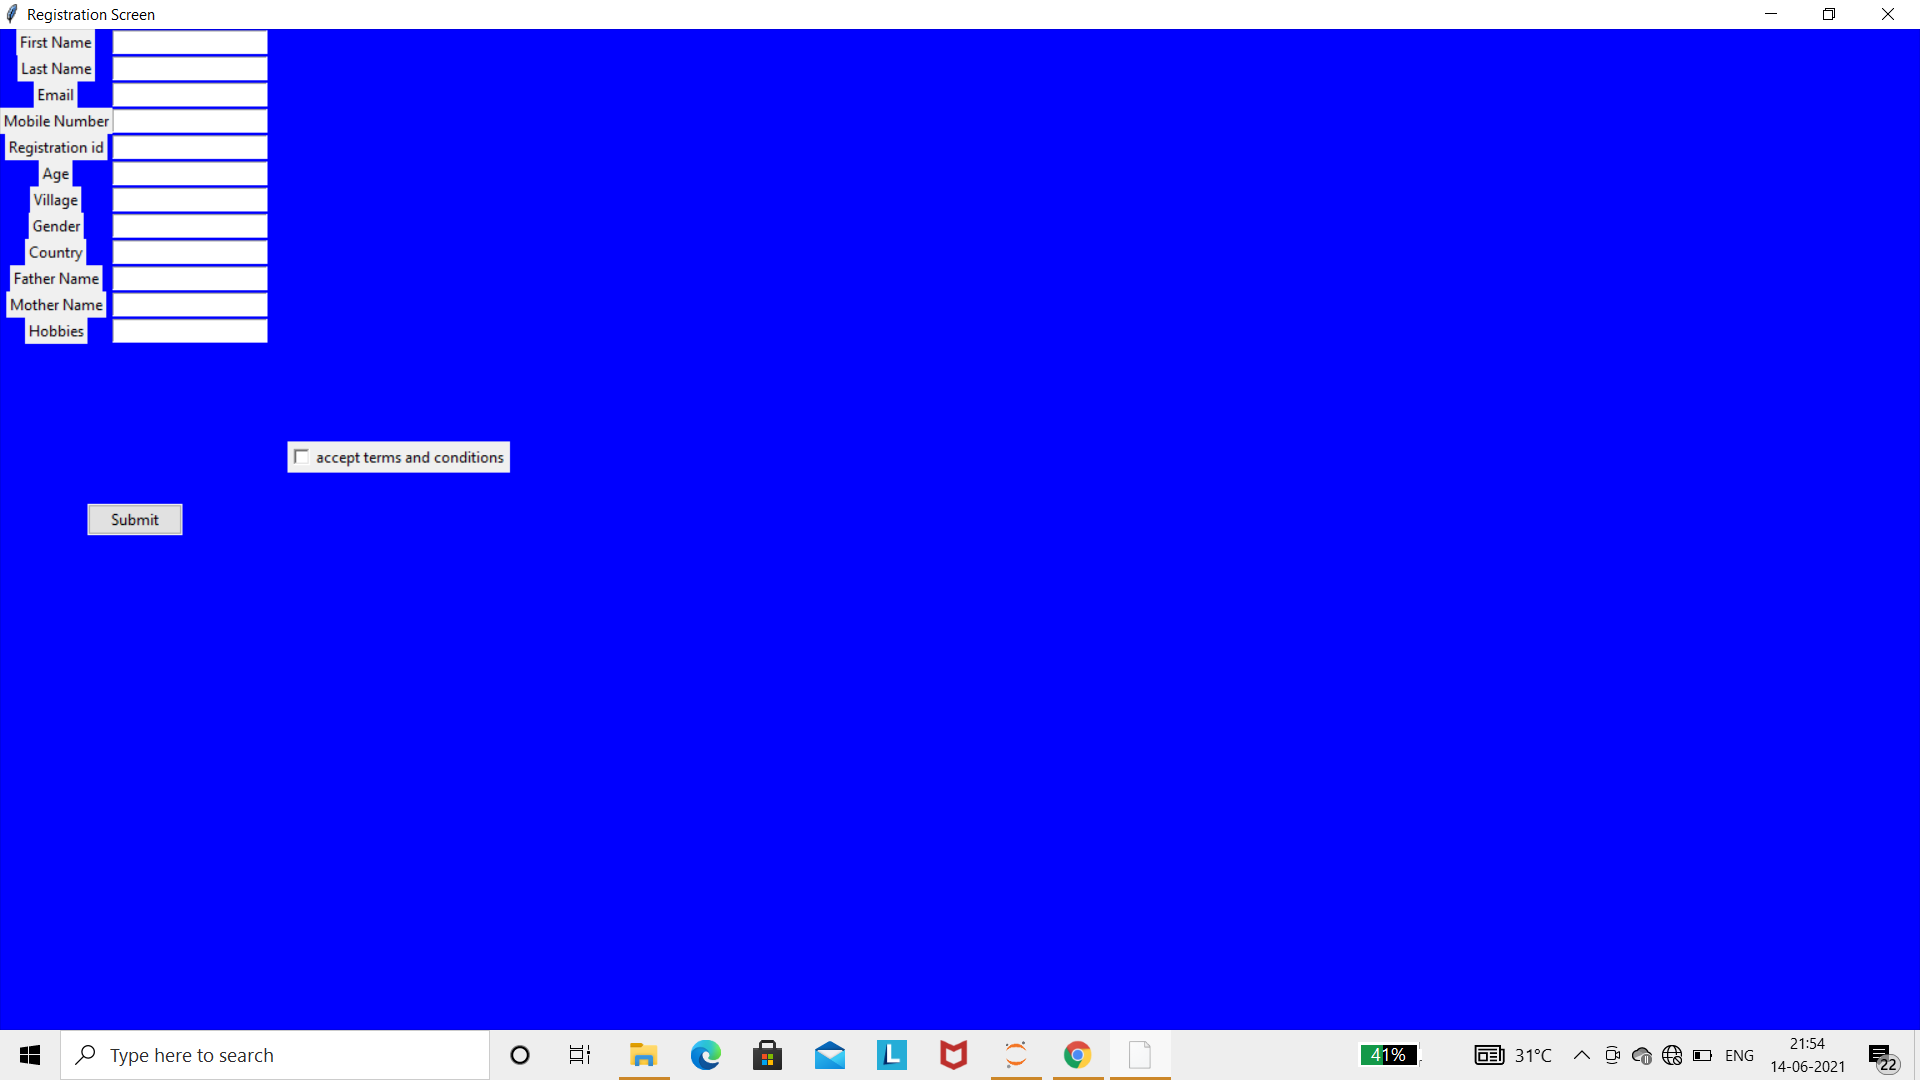 Registration Screen
First Name
Last Name
Email
Mobile Number
Registration id
Age
Village
Gender
Country
Father Name
Mother Name
Hobbies
accept terms and conditions
Submit
Type here to search
L
41%
31°C
ENG
21:54
14-06-2021
22